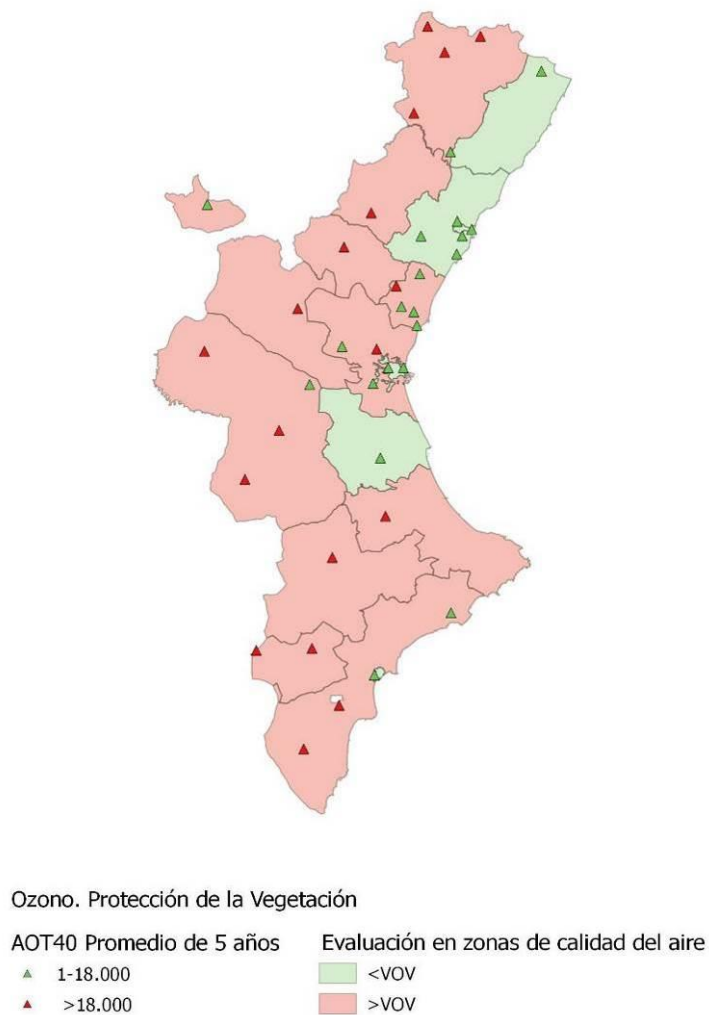 Ozono. Protección de la Vegetación
AOT40 Promedio de 5 años
1-18.000
>18.000
Evaluación en zonas de calidad del aire
<VOV
>VOV